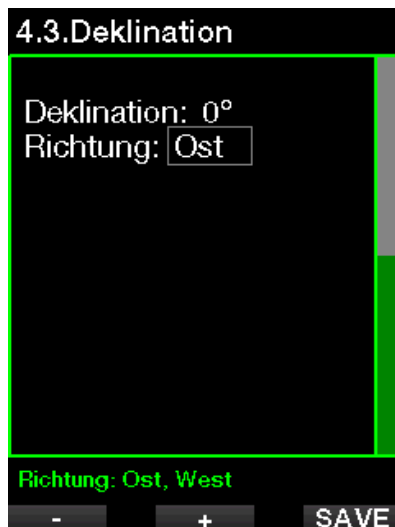 4.3.Deklination
Deklination: 0°
Richtung: Ost
Richtung: Ost, West
- + SAVE